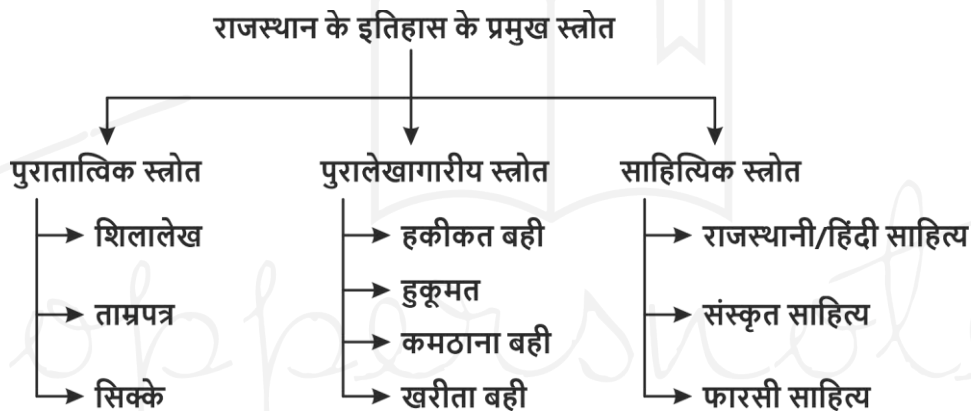 राजस्थान के इतिहास के प्रमुख स्त्रोत
पुरातात्विक स्त्रोत
शिलालेख
ताम्रपत्र
सिक्के
पुरालेखागारीय स्त्रोत
हकीकत बही
हुकूमत
कमठाना बही
खरीता बही
साहित्यिक स्त्रोत
राजस्थानी/हिंदी साहित्य
संस्कृत साहित्य
फारसी साहित्य